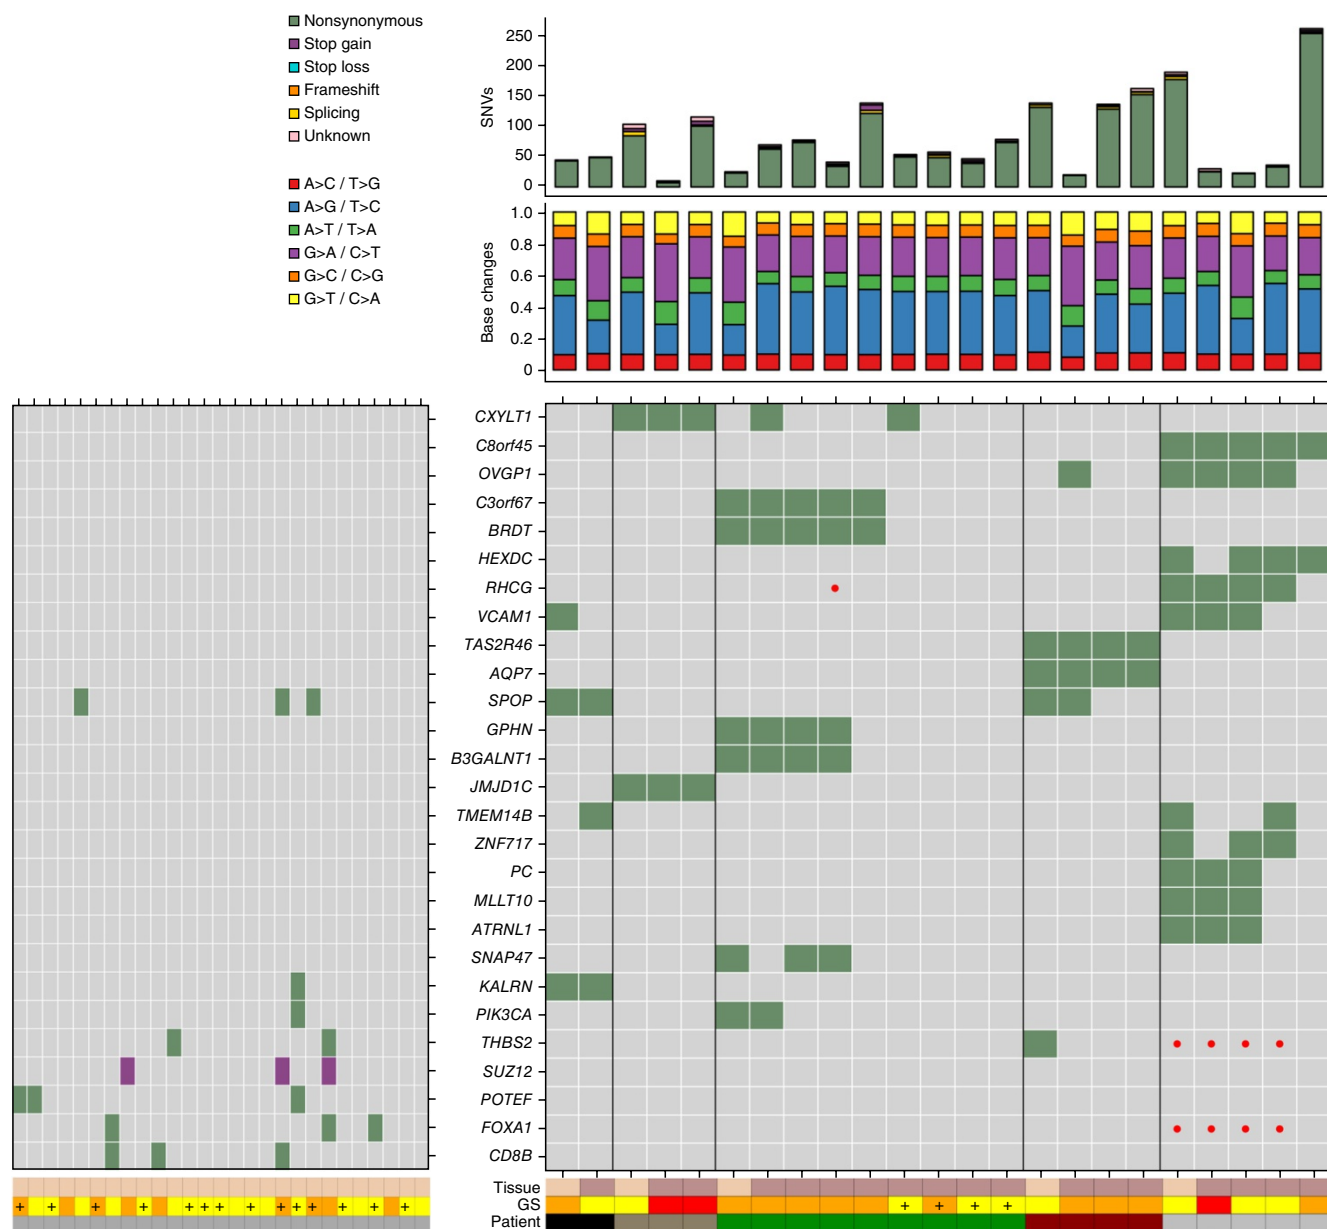 Nonsynonymous
Stop gain
Stop loss
Frameshift
Splicing
Unknown
A>C / T>G
A>G / T>C
A>T / T>A
G>A / C>T
G>C / C>G
G>T / C>A
SNVs
250
200
150
100
50
0
Base changes
1.0
0.8
0.6
0.4
0.2
0
CXYLT1
C8orf45
OVGP1
C3orf67
BRDT
HEXDC
RHCG
VCAM1
TAS2R46
AQP7
SPOP
GPHN
B3GALNT1
JMJD1C
TMEM14B
ZNF717
PC
MLLT10
ATRNL1
SNAP47
KALRN
PIK3CA
THBS2
SUZ12
POTEF
FOXA1
CD8B
Tissue
+ + + + + + + + + + + + + + GS + + + +
Patient